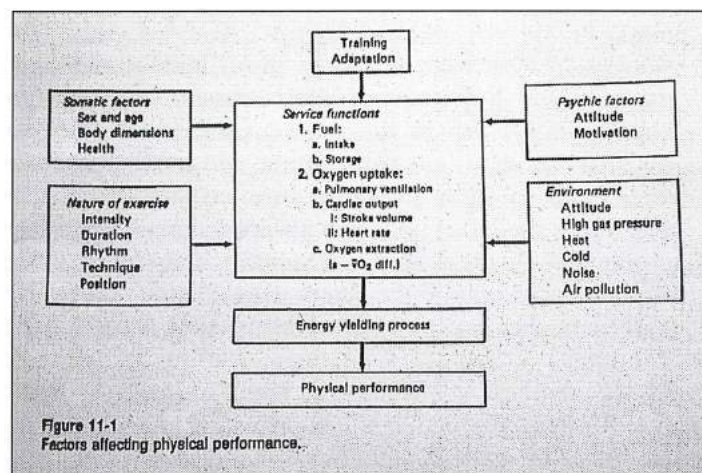 Training
Adaptation
Somatic factors
Sex and age
Body dimensions
Health
Service functions
1. Fuel:
a. Intake
b. Storage
2. Oxygen uptake:
a. Pulmonary ventilation
b. Cardiac output
I: Stroke volume
II: Heart rate
c. Oxygen extraction
(a – v̄O₂ diff.)
Psychic factors
Attitude
Motivation
Nature of exercise
Intensity
Duration
Rhythm
Technique
Position
Environment
Attitude
High gas pressure
Heat
Cold
Noise
Air pollution
Energy yielding process
Physical performance
Figure 11-1
Factors affecting physical performance.